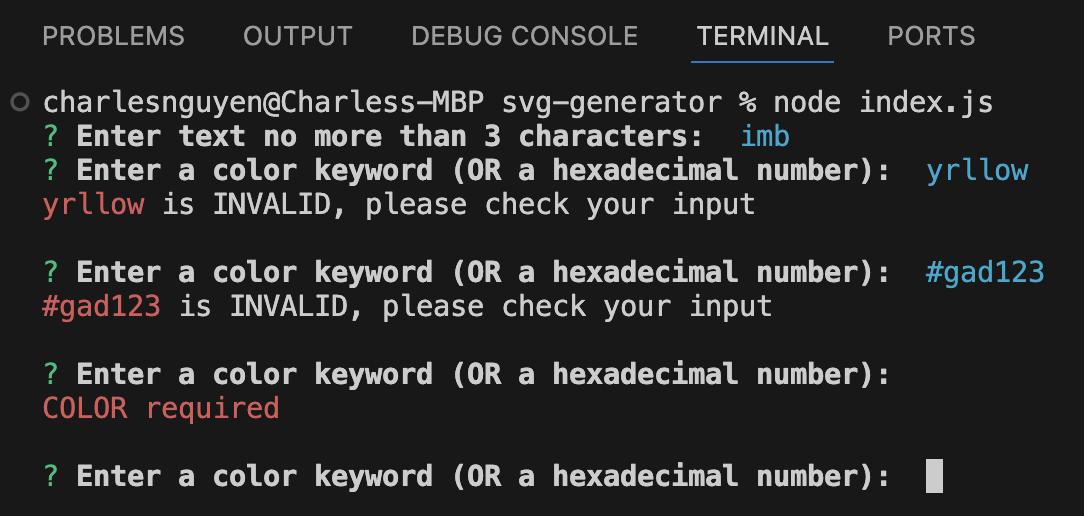 PROBLEMS OUTPUT DEBUG CONSOLE TERMINAL PORTS
charlesnguyen@Charless-MBP svg-generator % node index.js
? Enter text no more than 3 characters: imb
? Enter a color keyword (OR a hexadecimal number): yrllow
yrllow is INVALID, please check your input
? Enter a color keyword (OR a hexadecimal number): #gad123
#gad123 is INVALID, please check your input
? Enter a color keyword (OR a hexadecimal number):
COLOR required
? Enter a color keyword (OR a hexadecimal number):